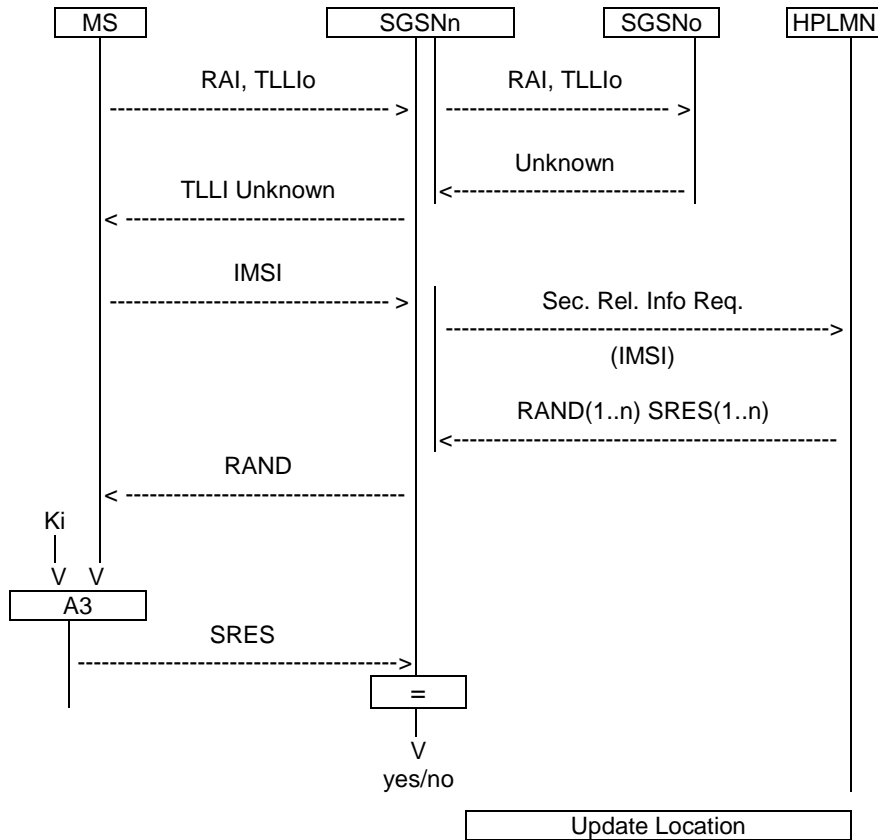 MS SGSNn SGSNo HPLMN
RAI, TLLIo RAI, TLLIo
Unknown
TLLI Unknown
IMSI
Sec. Rel. Info Req.
(IMSI)
RAND(1..n) SRES(1..n)
RAND
Ki
V V
A3
SRES
=
V
yes/no
Update Location